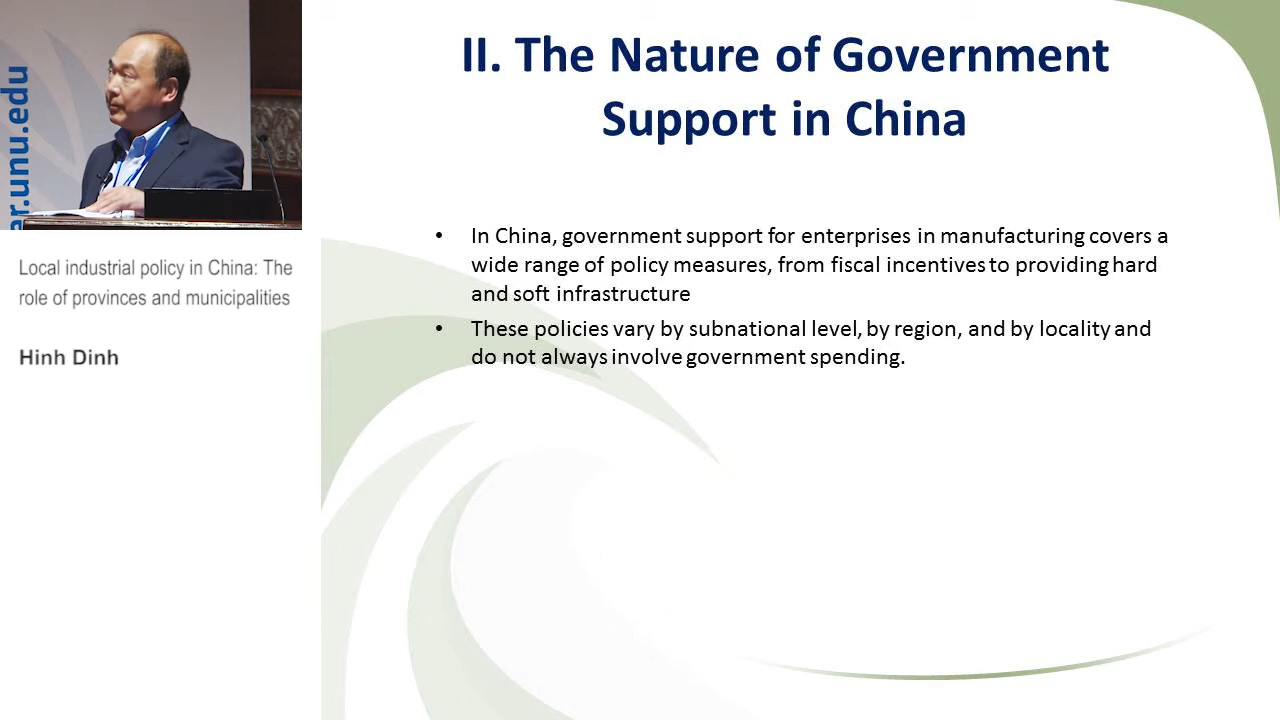 er.unu.edu
Local industrial policy in China: The
role of provinces and municipalities
Hinh Dinh
II. The Nature of Government
Support in China
• In China, government support for enterprises in manufacturing covers a
wide range of policy measures, from fiscal incentives to providing hard
and soft infrastructure
• These policies vary by subnational level, by region, and by locality and
do not always involve government spending.